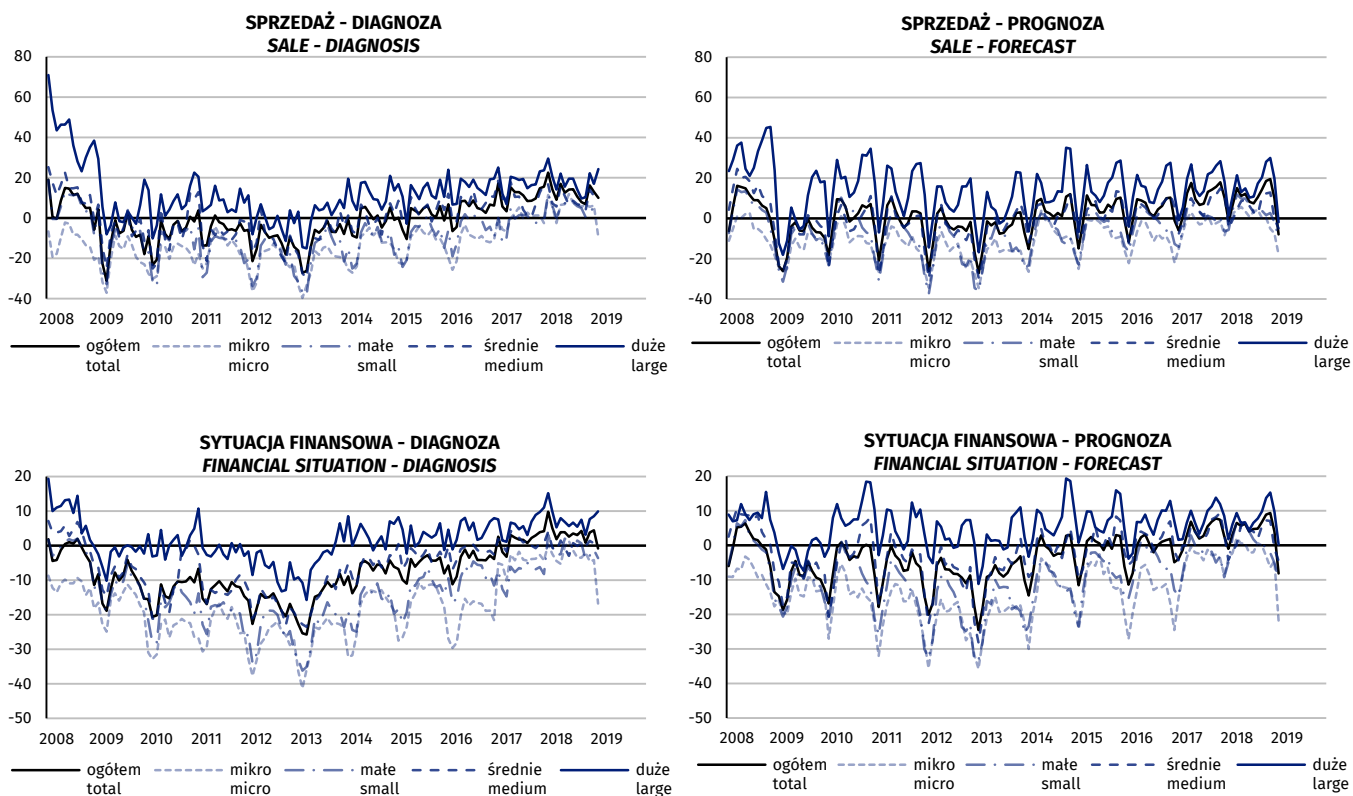 SPRZEDAŻ - DIAGNOZA
SALE - DIAGNOSIS
80
60
40
20
0
-20
-40
2008 2009 2010 2011 2012 2013 2014 2015 2016 2017 2018 2019
ogółem mikro małe średnie duże
total micro small medium large
SPRZEDAŻ - PROGNOZA
SALE - FORECAST
80
60
40
20
0
-20
-40
2008 2009 2010 2011 2012 2013 2014 2015 2016 2017 2018 2019
ogółem mikro małe średnie duże
total micro small medium large
SYTUACJA FINANSOWA - DIAGNOZA
FINANCIAL SITUATION - DIAGNOSIS
20
10
0
-10
-20
-30
-40
-50
2008 2009 2010 2011 2012 2013 2014 2015 2016 2017 2018 2019
ogółem mikro małe średnie duże
total micro small medium large
SYTUACJA FINANSOWA - PROGNOZA
FINANCIAL SITUATION - FORECAST
20
10
0
-10
-20
-30
-40
-50
2008 2009 2010 2011 2012 2013 2014 2015 2016 2017 2018 2019
ogółem mikro małe średnie duże
total micro small medium large